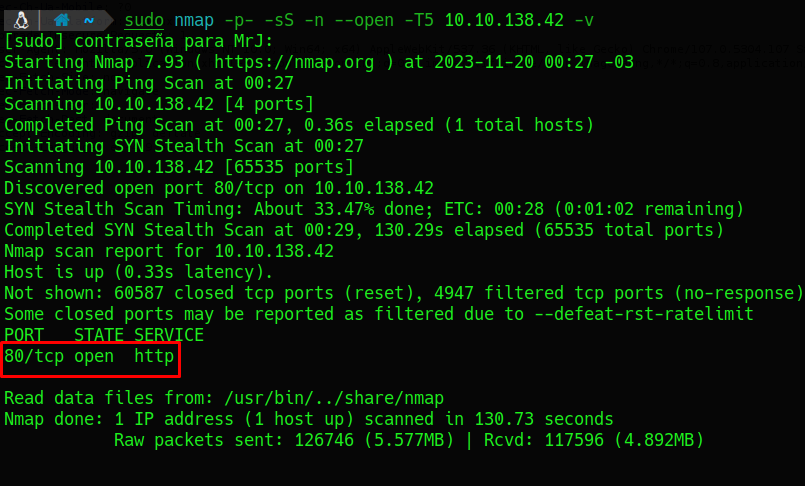 ~ sudo nmap -p- -sS -n --open -T5 10.10.138.42 -v
[sudo] contraseña para MrJ:
Starting Nmap 7.93 ( https://nmap.org ) at 2023-11-20 00:27 -03
Initiating Ping Scan at 00:27
Scanning 10.10.138.42 [4 ports]
Completed Ping Scan at 00:27, 0.36s elapsed (1 total hosts)
Initiating SYN Stealth Scan at 00:27
Scanning 10.10.138.42 [65535 ports]
Discovered open port 80/tcp on 10.10.138.42
SYN Stealth Scan Timing: About 33.47% done; ETC: 00:28 (0:01:02 remaining)
Completed SYN Stealth Scan at 00:29, 130.29s elapsed (65535 total ports)
Nmap scan report for 10.10.138.42
Host is up (0.33s latency).
Not shown: 60587 closed tcp ports (reset), 4947 filtered tcp ports (no-response)
Some closed ports may be reported as filtered due to --defeat-rst-ratelimit
PORT   STATE SERVICE
80/tcp open  http
Read data files from: /usr/bin/../share/nmap
Nmap done: 1 IP address (1 host up) scanned in 130.73 seconds
           Raw packets sent: 126746 (5.577MB) | Rcvd: 117596 (4.892MB)